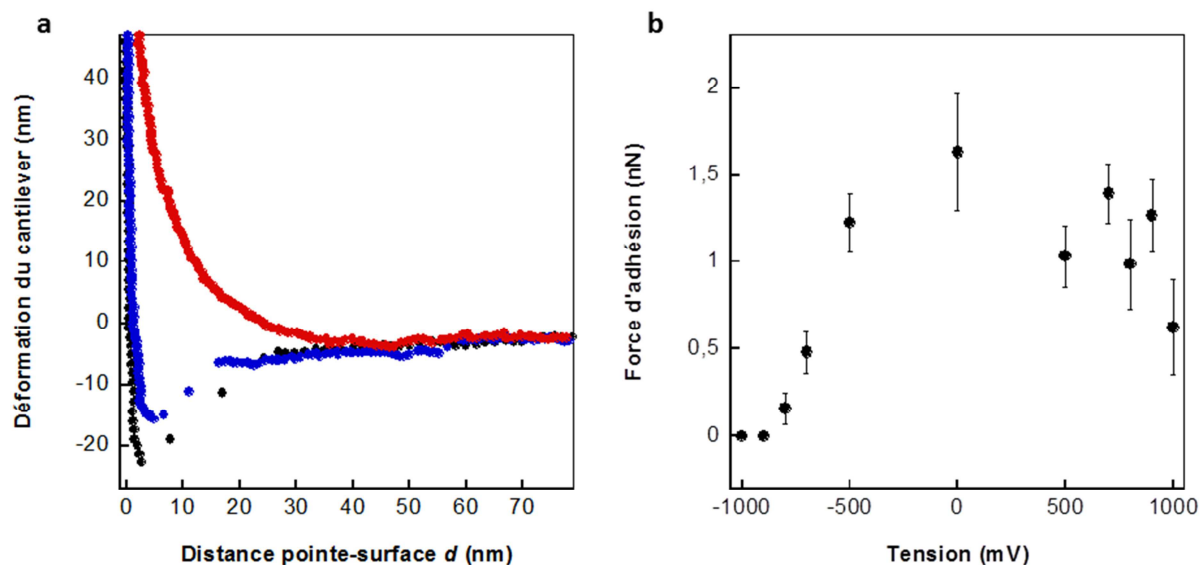 a
Déformation du cantilever (nm)
40
30
20
10
0
-10
-20
0 10 20 30 40 50 60 70
Distance pointe-surface d (nm)
b
Force d'adhésion (nN)
2
1,5
1
0,5
0
-1000 -500 0 500 1000
Tension (mV)